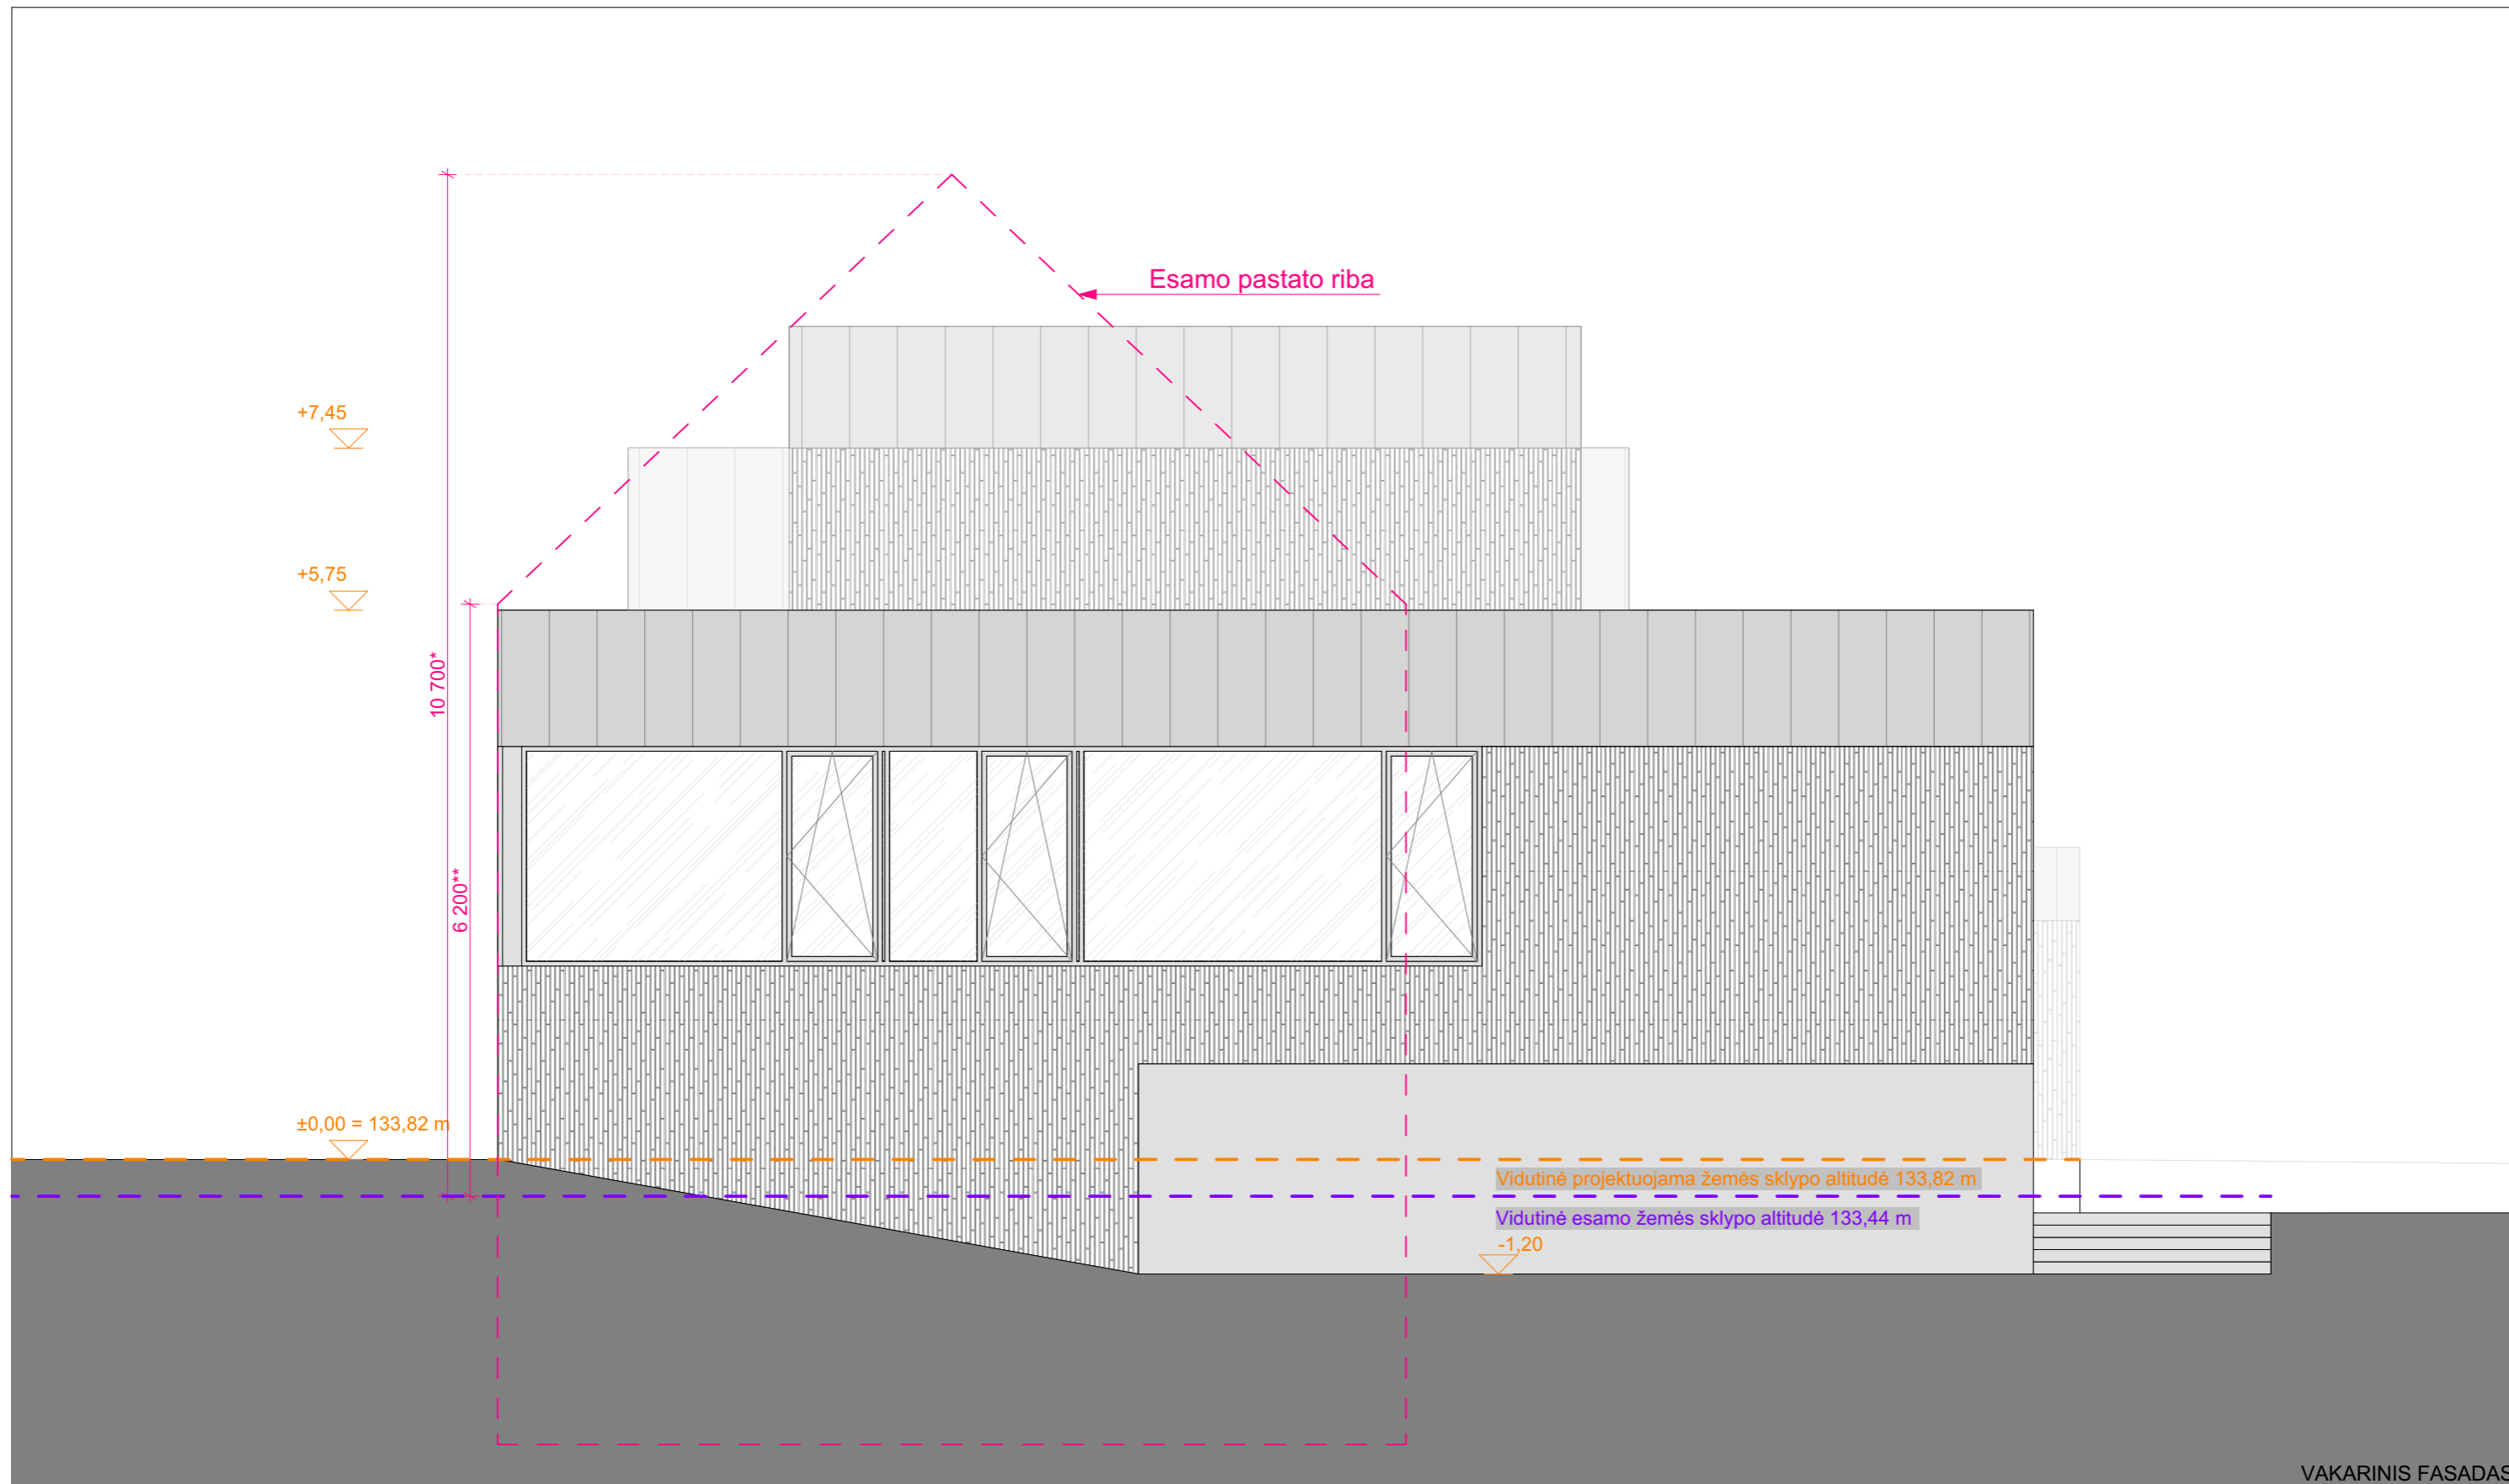 Esamo pastato riba
+7,45
+5,75
10 700*
6 200**
±0,00 = 133,82 m
Vidutinė projektuojama žemės sklypo altitudė 133,82 m
Vidutinė esamo žemės sklypo altitudė 133,44 m
-1,20
VAKARINIS FASADAS